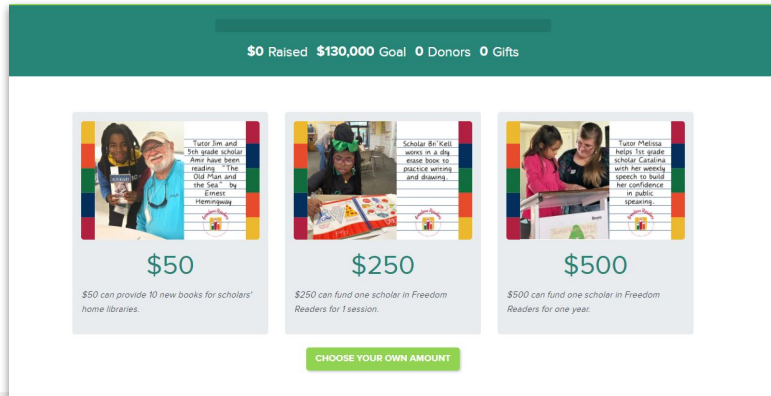 $0 Raised $130,000 Goal 0 Donors 0 Gifts
Tutor Jim and
5th grade scholar
Amir have been
reading "The
Old Man and
the Sea" by
Ernest
Hemingway
$50
$50 can provide 10 new books for scholars'
home libraries.
Scholar Bri'Kell
works in a dry
erase book to
practice writing
and drawing.
$250
$250 can fund one scholar in Freedom
Readers for 1 session.
Tutor Melissa
helps 1st grade
scholar Catalina
with her weekly
speech to build
her confidence
in public
speaking.
$500
$500 can fund one scholar in Freedom
Readers for one year.
CHOOSE YOUR OWN AMOUNT